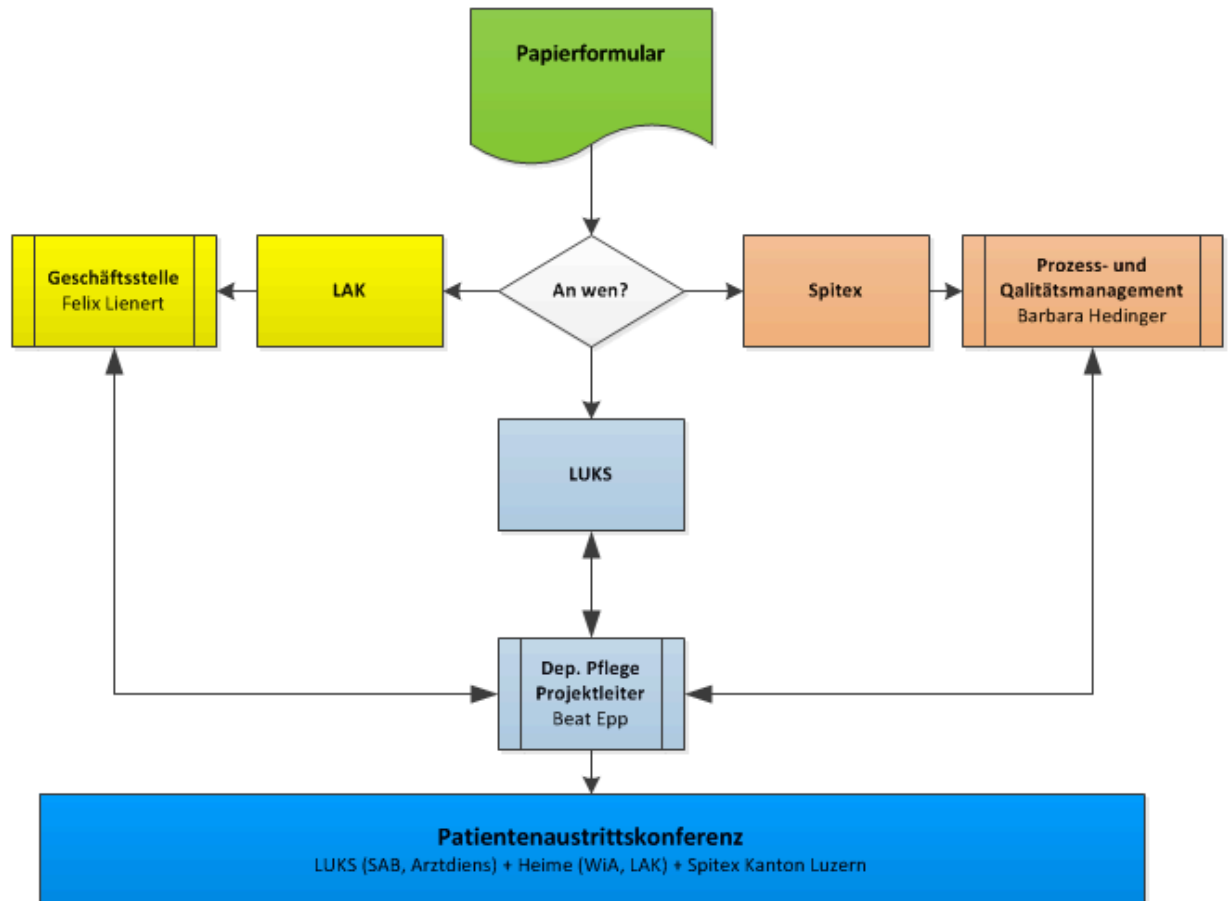 Papierformular
Geschäftsstelle
Felix Lienert
LAK
An wen?
Spitex
Prozess- und
Qalitätsmanagement
Barbara Hedinger
LUKS
Dep. Pflege
Projektleiter
Beat Epp
Patientenaustrittskonferenz
LUKS (SAB, Arztdiens) + Heime (WiA, LAK) + Spitex Kanton Luzern